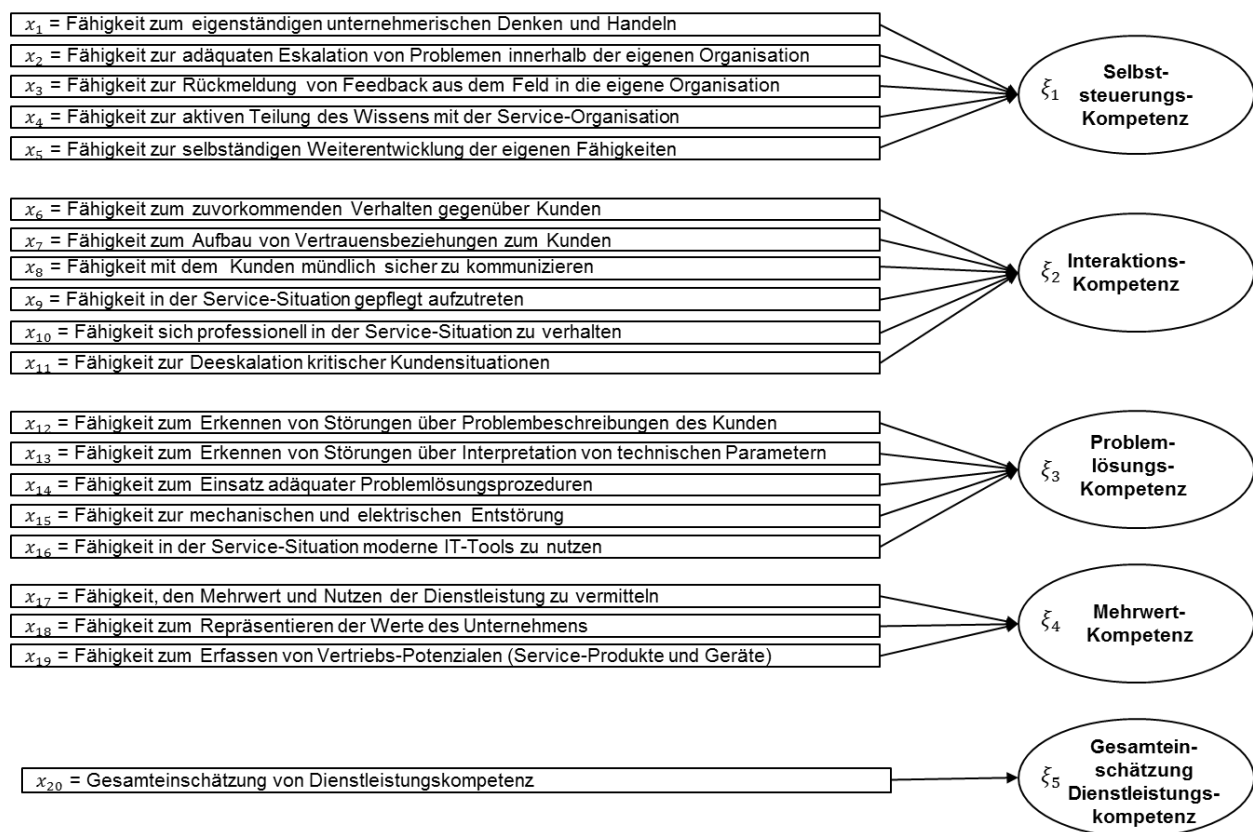 x₁ = Fähigkeit zum eigenständigen unternehmerischen Denken und Handeln
x₂ = Fähigkeit zur adäquaten Eskalation von Problemen innerhalb der eigenen Organisation
x₃ = Fähigkeit zur Rückmeldung von Feedback aus dem Feld in die eigene Organisation
x₄ = Fähigkeit zur aktiven Teilung des Wissens mit der Service-Organisation
x₅ = Fähigkeit zur selbständigen Weiterentwicklung der eigenen Fähigkeiten
ξ₁
Selbst-
steuerungs-
Kompetenz
x₆ = Fähigkeit zum zuvorkommenden Verhalten gegenüber Kunden
x₇ = Fähigkeit zum Aufbau von Vertrauensbeziehungen zum Kunden
x₈ = Fähigkeit mit dem Kunden mündlich sicher zu kommunizieren
x₉ = Fähigkeit in der Service-Situation gepflegt aufzutreten
x₁₀ = Fähigkeit sich professionell in der Service-Situation zu verhalten
x₁₁ = Fähigkeit zur Deeskalation kritischer Kundensituationen
ξ₂
Interaktions-
Kompetenz
x₁₂ = Fähigkeit zum Erkennen von Störungen über Problembeschreibungen des Kunden
x₁₃ = Fähigkeit zum Erkennen von Störungen über Interpretation von technischen Parametern
x₁₄ = Fähigkeit zum Einsatz adäquater Problemlösungsprozeduren
x₁₅ = Fähigkeit zur mechanischen und elektrischen Entstörung
x₁₆ = Fähigkeit in der Service-Situation moderne IT-Tools zu nutzen
ξ₃
Problem-
lösungs-
Kompetenz
x₁₇ = Fähigkeit, den Mehrwert und Nutzen der Dienstleistung zu vermitteln
x₁₈ = Fähigkeit zum Repräsentieren der Werte des Unternehmens
x₁₉ = Fähigkeit zum Erfassen von Vertriebs-Potenzialen (Service-Produkte und Geräte)
ξ₄
Mehrwert-
Kompetenz
x₂₀ = Gesamteinschätzung von Dienstleistungskompetenz
ξ₅
Gesamtein-
schätzung
Dienstleistungs-
kompetenz